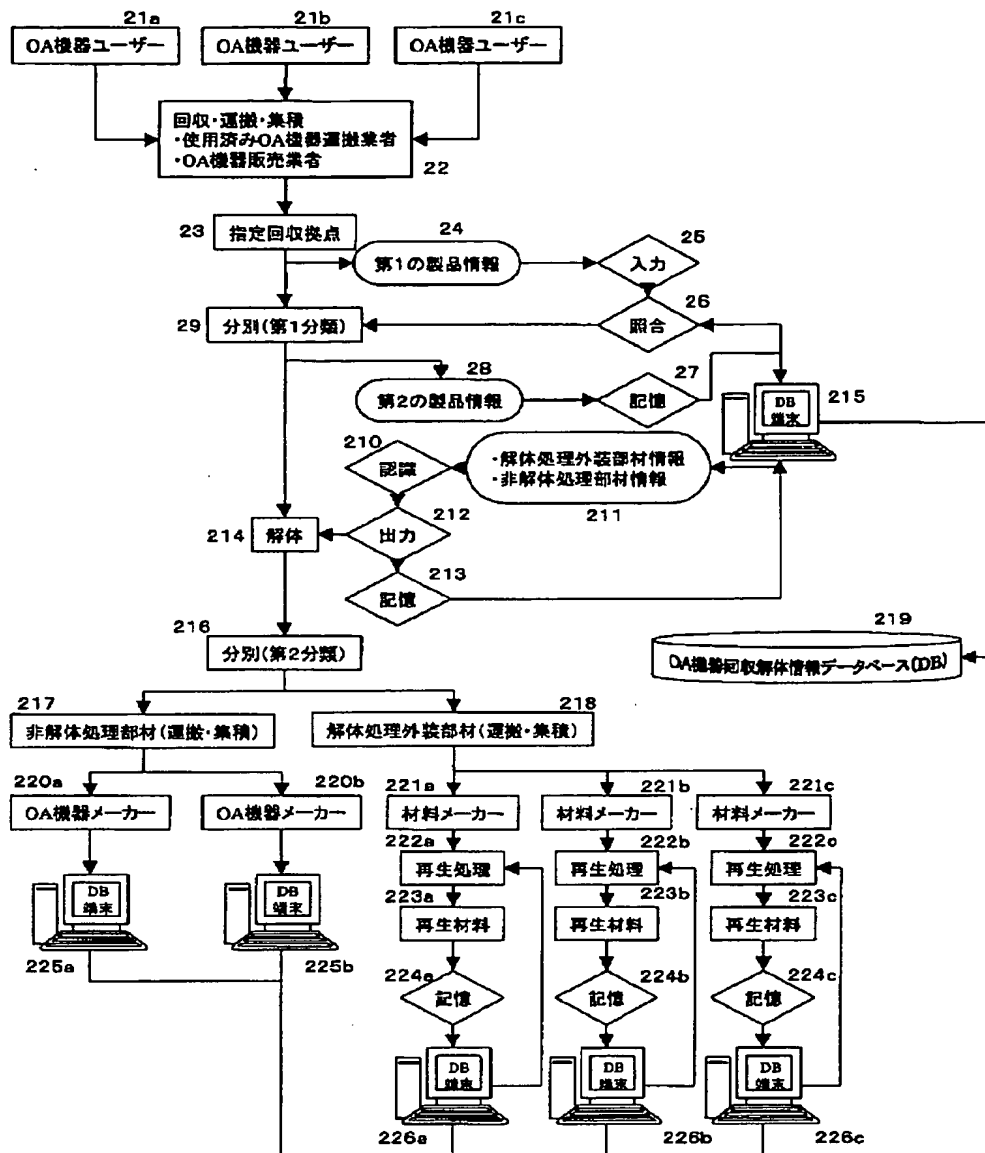 21a
21b
21c
OA機器ユーザー
OA機器ユーザー
OA機器ユーザー
回収・運搬・集積
・使用済みOA機器運搬業者
・OA機器販売業者
22
23
指定回収拠点
24
第1の製品情報
25
入力
26
照合
29
分別(第1分類)
28
第2の製品情報
27
記憶
DB
端末
215
210
認識
・解体処理外装部材情報
・非解体処理部材情報
211
214
解体
212
出力
213
記憶
216
分別(第2分類)
219
OA機器回収解体情報データベース(DB)
217
非解体処理部材(運搬・集積)
218
解体処理外装部材(運搬・集積)
220a
OA機器メーカー
220b
OA機器メーカー
221a
材料メーカー
221b
材料メーカー
221c
材料メーカー
222a
再生処理
222b
再生処理
222c
再生処理
223a
再生材料
223b
再生材料
223c
再生材料
DB
端末
225a
DB
端末
225b
224a
記憶
224b
記憶
224c
記憶
DB
端末
226a
DB
端末
226b
DB
端末
226c